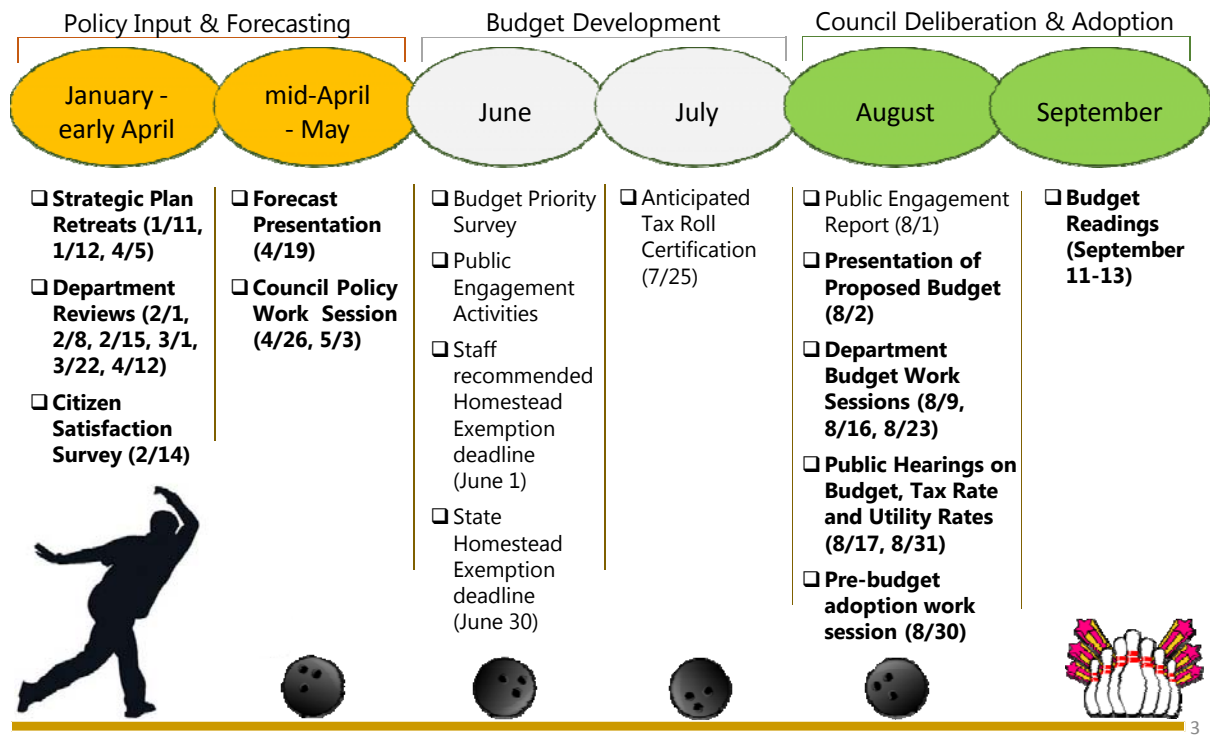 Policy Input & Forecasting
Budget Development
Council Deliberation & Adoption
January -
early April
mid-April
- May
June
July
August
September
❑ Strategic Plan
Retreats (1/11,
1/12, 4/5)
❑ Department
Reviews (2/1,
2/8, 2/15, 3/1,
3/22, 4/12)
❑ Citizen
Satisfaction
Survey (2/14)
❑ Forecast
Presentation
(4/19)
❑ Council Policy
Work Session
(4/26, 5/3)
❑ Budget Priority
Survey
❑ Public
Engagement
Activities
❑ Staff
recommended
Homestead
Exemption
deadline
(June 1)
❑ State
Homestead
Exemption
deadline
(June 30)
❑ Anticipated
Tax Roll
Certification
(7/25)
❑ Public Engagement
Report (8/1)
❑ Presentation of
Proposed Budget
(8/2)
❑ Department
Budget Work
Sessions (8/9,
8/16, 8/23)
❑ Public Hearings on
Budget, Tax Rate
and Utility Rates
(8/17, 8/31)
❑ Pre-budget
adoption work
session (8/30)
❑ Budget
Readings
(September
11-13)
3